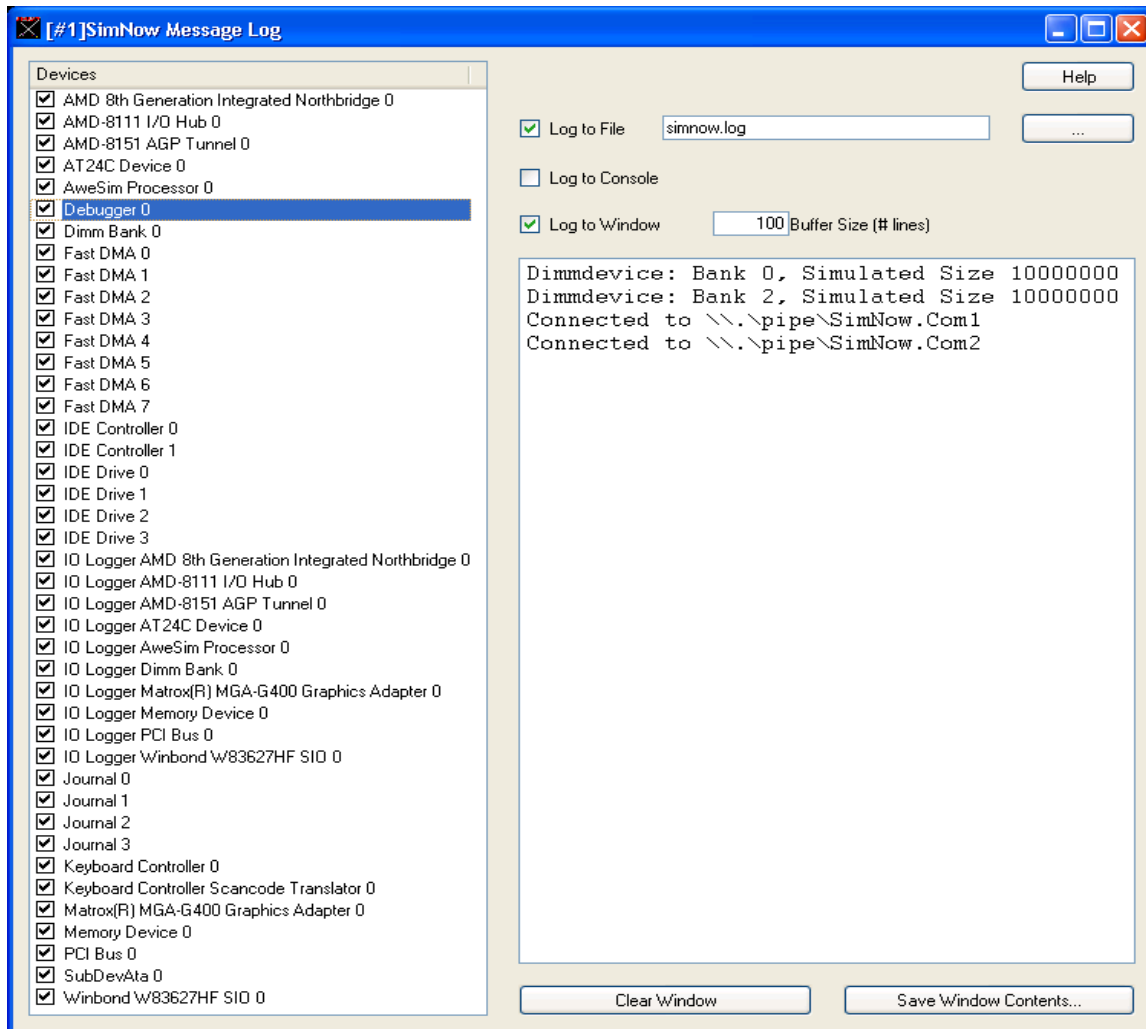 [#1]SimNow Message Log
Devices
AMD 8th Generation Integrated Northbridge 0
AMD-8111 I/O Hub 0
AMD-8151 AGP Tunnel 0
AT24C Device 0
AweSim Processor 0
Debugger 0
Dimm Bank 0
Fast DMA 0
Fast DMA 1
Fast DMA 2
Fast DMA 3
Fast DMA 4
Fast DMA 5
Fast DMA 6
Fast DMA 7
IDE Controller 0
IDE Controller 1
IDE Drive 0
IDE Drive 1
IDE Drive 2
IDE Drive 3
IO Logger AMD 8th Generation Integrated Northbridge 0
IO Logger AMD-8111 I/O Hub 0
IO Logger AMD-8151 AGP Tunnel 0
IO Logger AT24C Device 0
IO Logger AweSim Processor 0
IO Logger Dimm Bank 0
IO Logger Matrox(R) MGA-G400 Graphics Adapter 0
IO Logger Memory Device 0
IO Logger PCI Bus 0
IO Logger Winbond W83627HF SIO 0
Journal 0
Journal 1
Journal 2
Journal 3
Keyboard Controller 0
Keyboard Controller Scancode Translator 0
Matrox(R) MGA-G400 Graphics Adapter 0
Memory Device 0
PCI Bus 0
SubDevAta 0
Winbond W83627HF SIO 0
Help
Log to File simnow.log ...
Log to Console
Log to Window 100 Buffer Size (# lines)
Dimmdevice: Bank 0, Simulated Size 10000000
Dimmdevice: Bank 2, Simulated Size 10000000
Connected to \\.\pipe\SimNow.Com1
Connected to \\.\pipe\SimNow.Com2
Clear Window Save Window Contents...